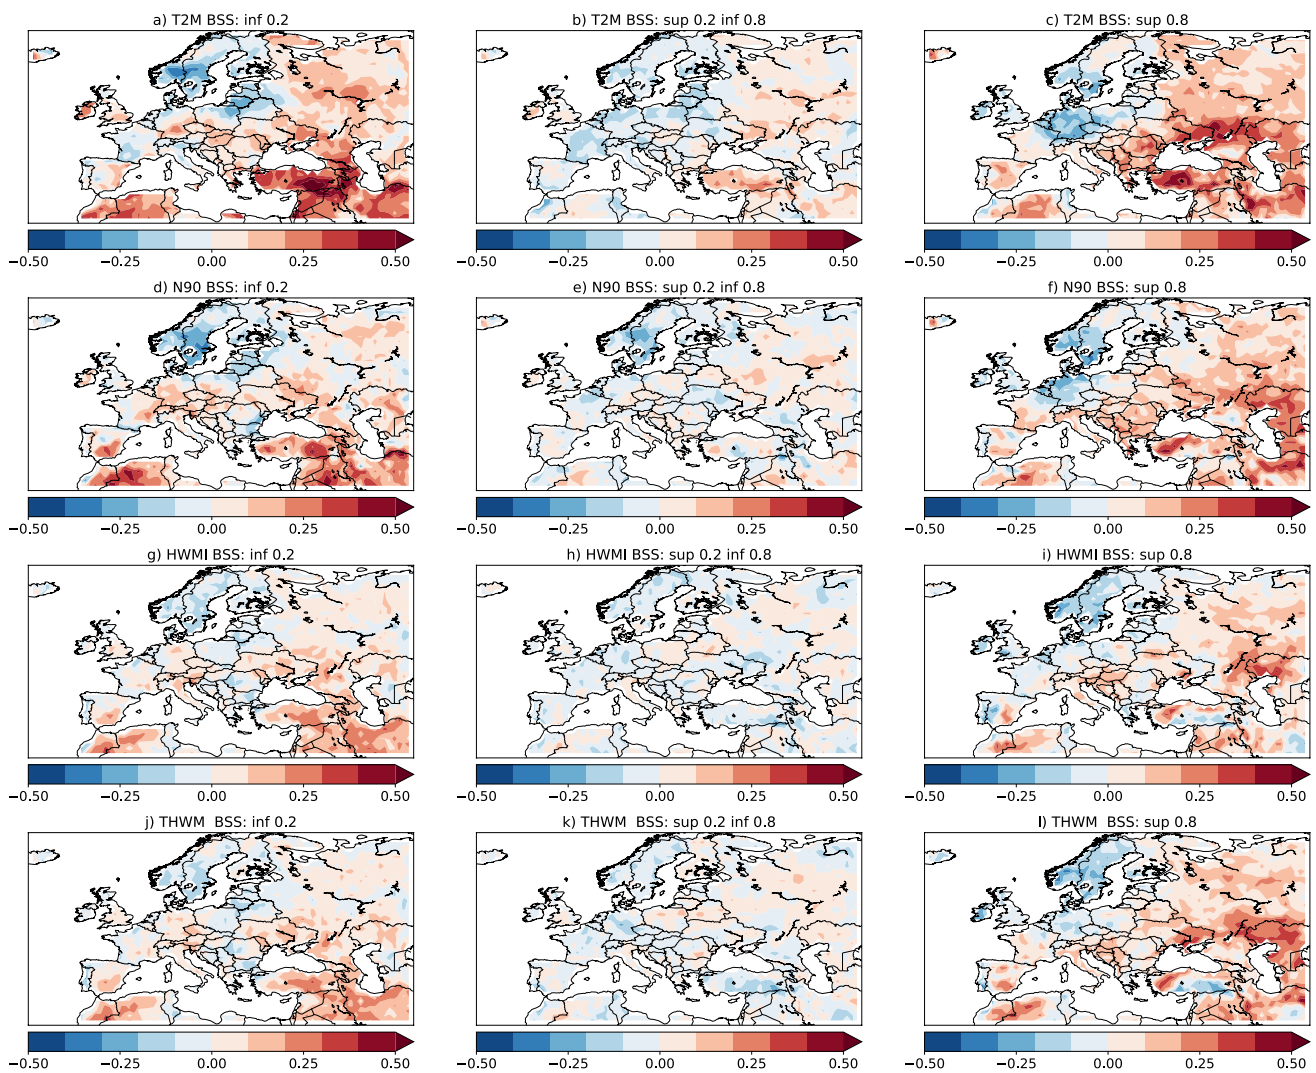 a) T2M BSS: inf 0.2
b) T2M BSS: sup 0.2 inf 0.8
c) T2M BSS: sup 0.8
−0.50 −0.25 0.00 0.25 0.50
−0.50 −0.25 0.00 0.25 0.50
−0.50 −0.25 0.00 0.25 0.50
d) N90 BSS: inf 0.2
e) N90 BSS: sup 0.2 inf 0.8
f) N90 BSS: sup 0.8
−0.50 −0.25 0.00 0.25 0.50
−0.50 −0.25 0.00 0.25 0.50
−0.50 −0.25 0.00 0.25 0.50
g) HWMI BSS: inf 0.2
h) HWMI BSS: sup 0.2 inf 0.8
i) HWMI BSS: sup 0.8
−0.50 −0.25 0.00 0.25 0.50
−0.50 −0.25 0.00 0.25 0.50
−0.50 −0.25 0.00 0.25 0.50
j) THWM BSS: inf 0.2
k) THWM BSS: sup 0.2 inf 0.8
l) THWM BSS: sup 0.8
−0.50 −0.25 0.00 0.25 0.50
−0.50 −0.25 0.00 0.25 0.50
−0.50 −0.25 0.00 0.25 0.50